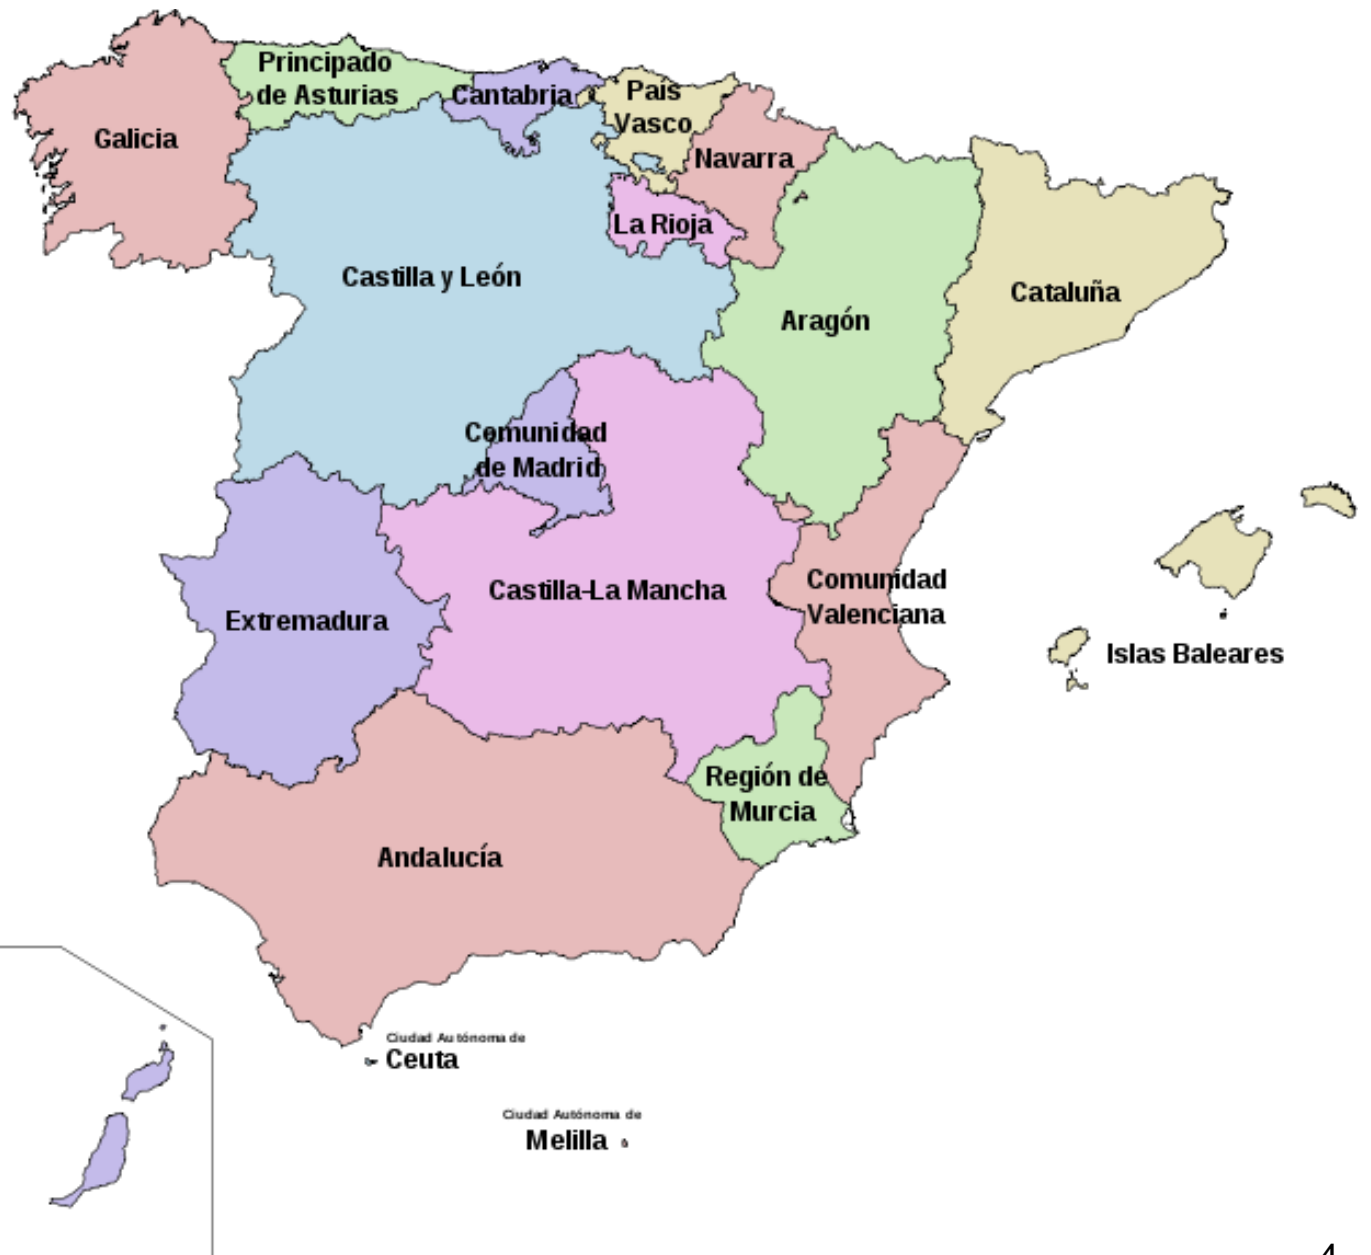 Principado
de Asturias
Cantabria
País
Vasco
Galicia
Navarra
La Rioja
Castilla y León
Cataluña
Aragón
Comunidad
de Madrid
Castilla-La Mancha
Comunidad
Valenciana
Extremadura
Islas Baleares
Región de
Murcia
Andalucía
Ciudad Autónoma de
Ceuta
Ciudad Autónoma de
Melilla
4